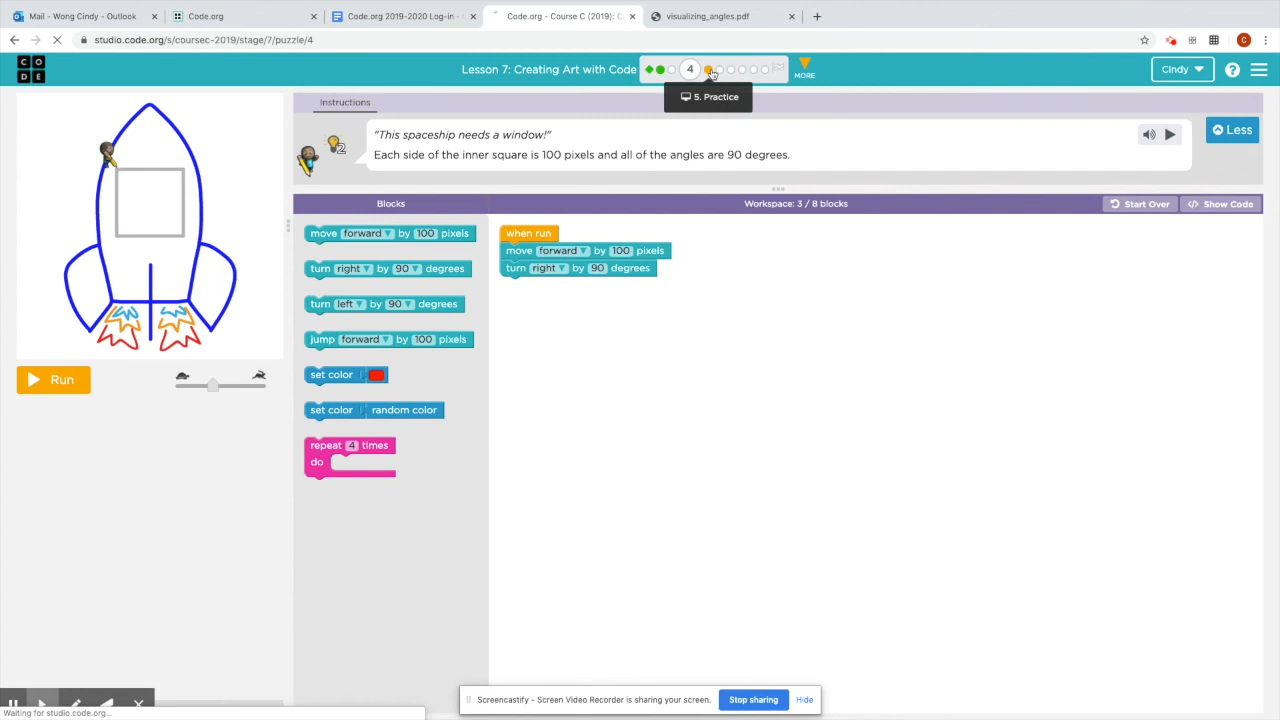 Mail - Wong Cindy - Outlook
Code.org
Code.org 2019-2020 Log-in -
Code.org - Course C (2019): C
visualizing_angles.pdf
studio.code.org/s/coursec-2019/stage/7/puzzle/4
C
C O
D E
Lesson 7: Creating Art with Code
4
MORE
Cindy
?
5. Practice
Instructions
2
"This spaceship needs a window!"
Each side of the inner square is 100 pixels and all of the angles are 90 degrees.
Less
Blocks
Workspace: 3 / 8 blocks
Start Over
</> Show Code
move forward by 100 pixels
turn right by 90 degrees
turn left by 90 degrees
jump forward by 100 pixels
set color
set color random color
repeat 4 times
do
when run
move forward by 100 pixels
turn right by 90 degrees
Run
Screencastify - Screen Video Recorder is sharing your screen.
Stop sharing
Hide
Waiting for studio.code.org...